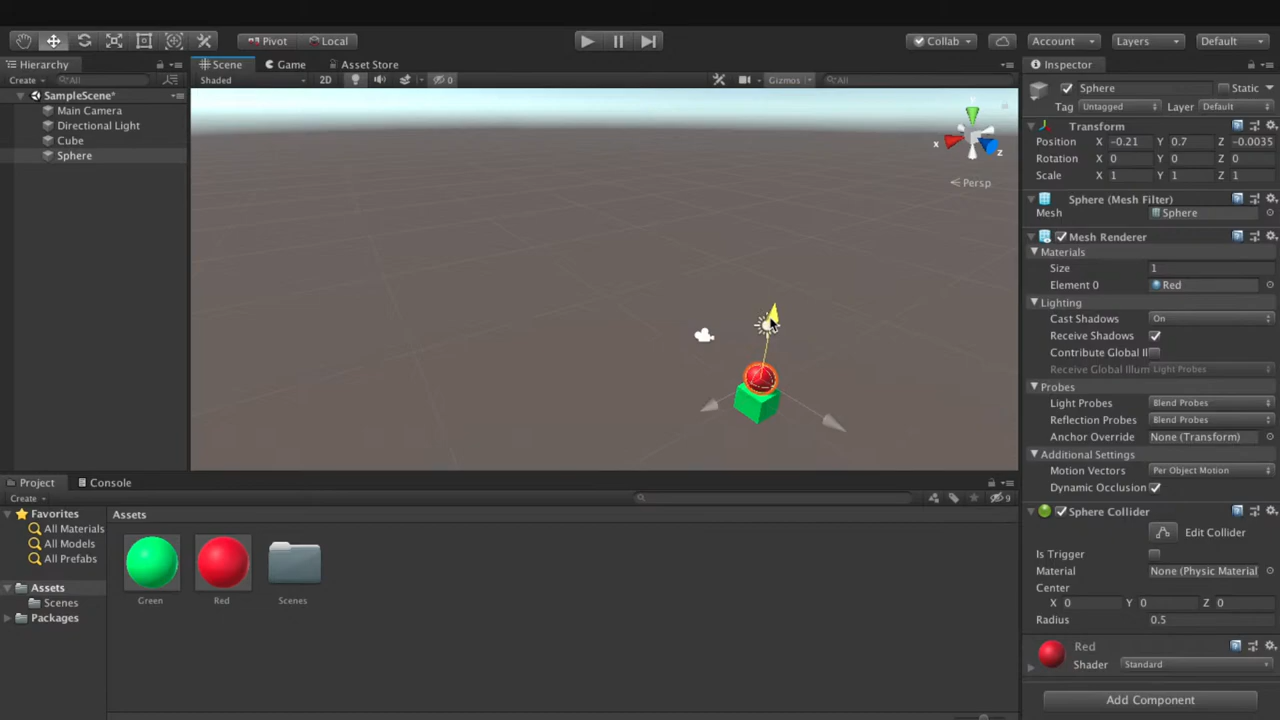 Pivot Local Collab Account Layers Default
Hierarchy Scene Game Asset Store Inspector
Create All Shaded 2D 0 Gizmos All
Sphere Static
SampleScene*
Tag Untagged Layer Default
Main Camera
Directional Light
Cube
Sphere
x z
Persp
Transform
Position X -0.21 Y 0.7 Z -0.0035
Rotation X 0 Y 0 Z 0
Scale X 1 Y 1 Z 1
Sphere (Mesh Filter)
Mesh Sphere
Mesh Renderer
Materials
Size 1
Element 0 Red
Lighting
Cast Shadows On
Receive Shadows
Contribute Global Il
Receive Global Illum Light Probes
Probes
Light Probes Blend Probes
Reflection Probes Blend Probes
Anchor Override None (Transform)
Additional Settings
Motion Vectors Per Object Motion
Dynamic Occlusion
Sphere Collider
Edit Collider
Is Trigger
Material None (Physic Material
Center
X 0 Y 0 Z 0
Radius 0.5
Red
Shader Standard
Add Component
Project Console
Create 9
Favorites
All Materials
All Models
All Prefabs
Assets
Scenes
Packages
Assets
Green Red Scenes